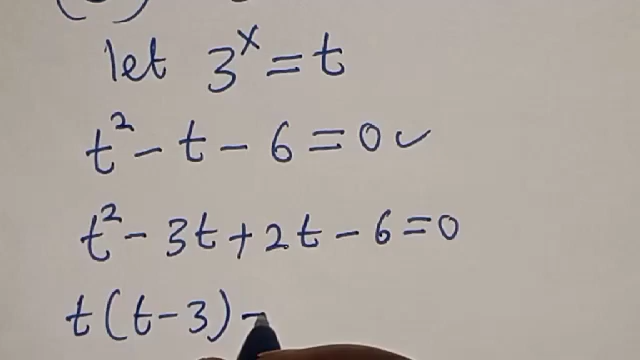 let 3^x = t
t² - t - 6 = 0 ✓
t² - 3t + 2t - 6 = 0
t(t - 3) -